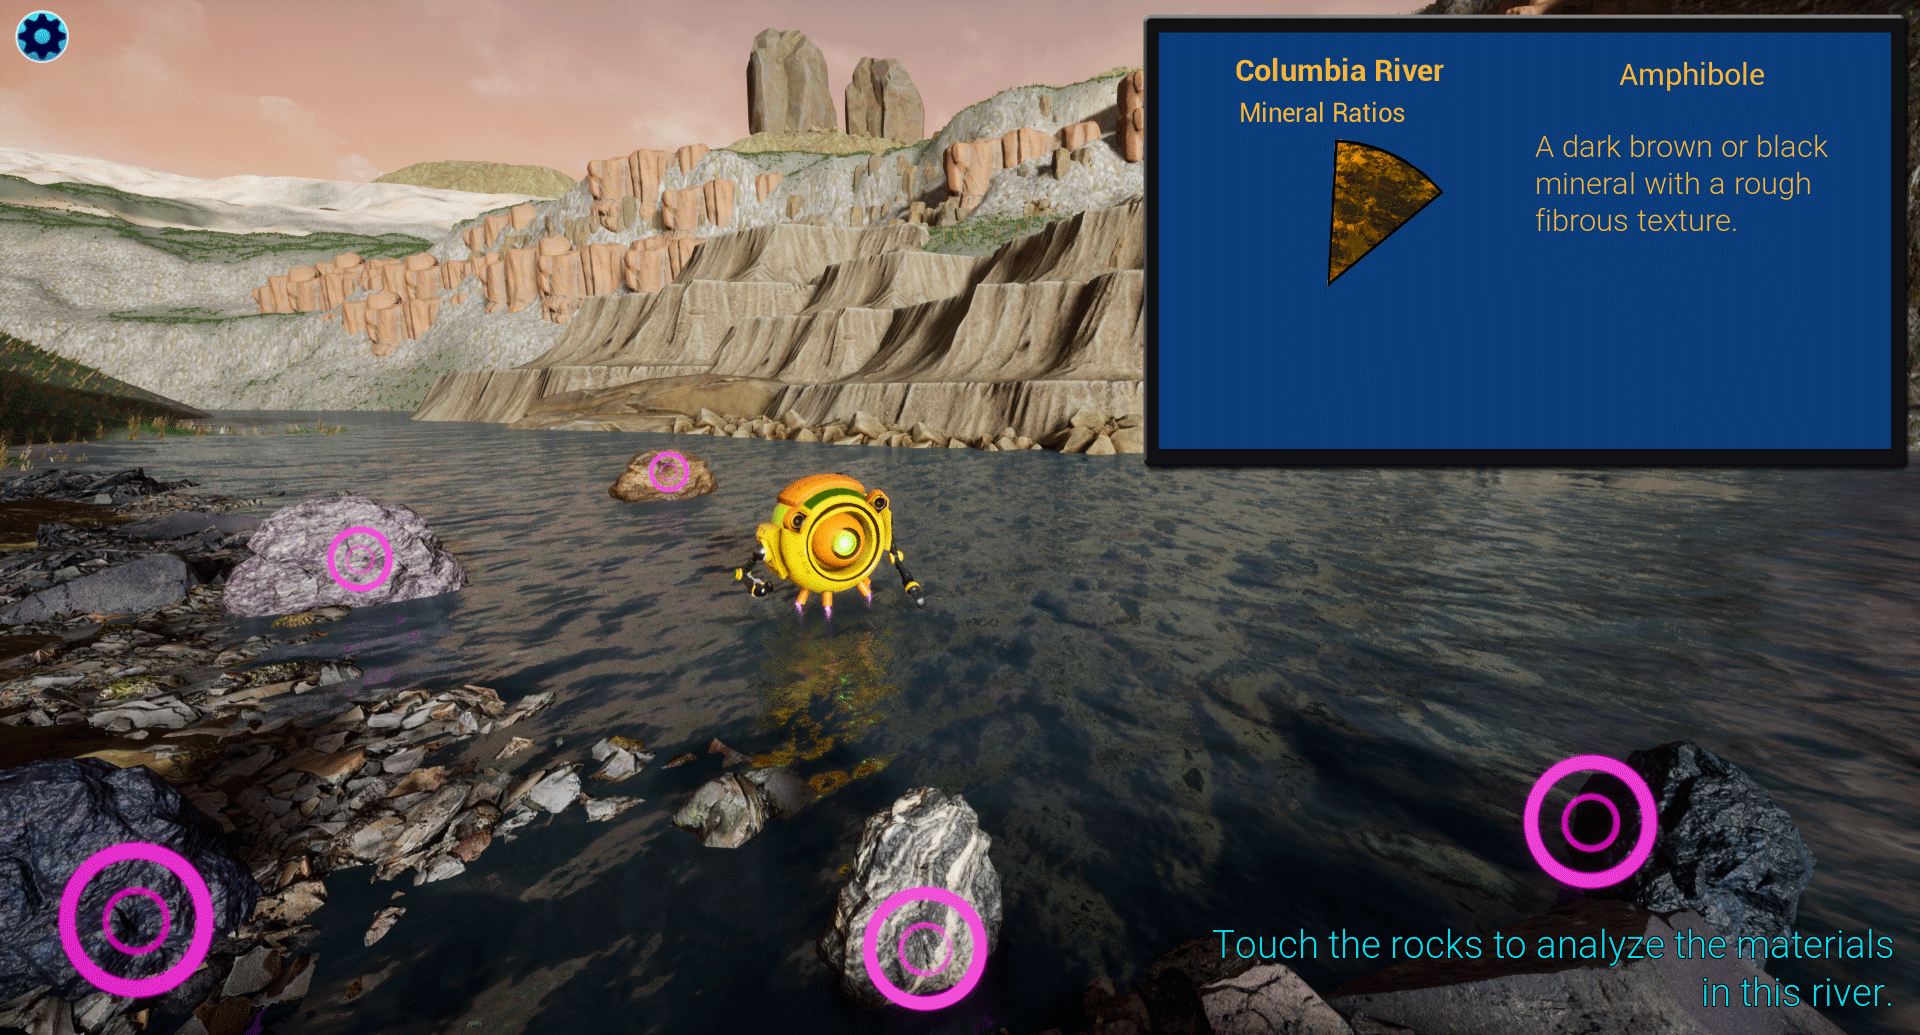 Columbia River
Mineral Ratios
Amphibole
A dark brown or black
mineral with a rough
fibrous texture.
Touch the rocks to analyze the materials
in this river.